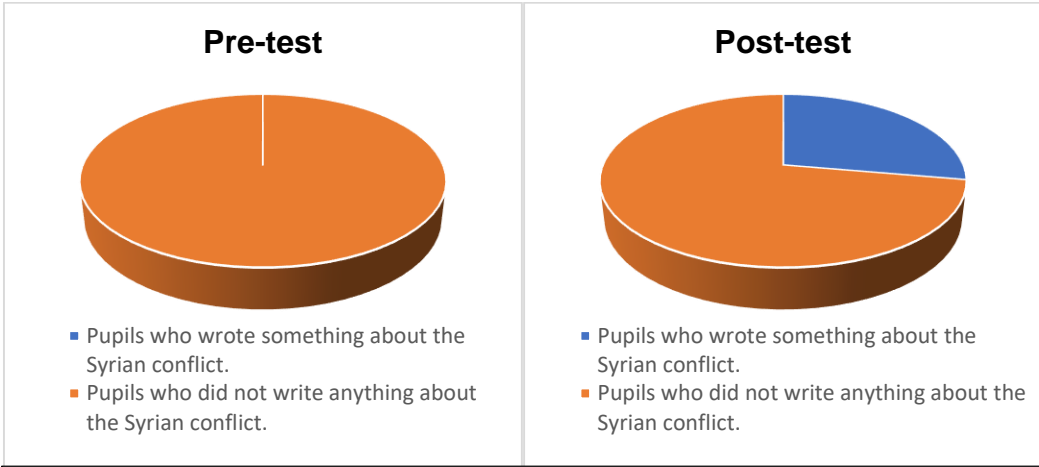 Pre-test
Pupils who wrote something about the
Syrian conflict.
Pupils who did not write anything about
the Syrian conflict.
Post-test
Pupils who wrote something about the
Syrian conflict.
Pupils who did not write anything about the
Syrian conflict.